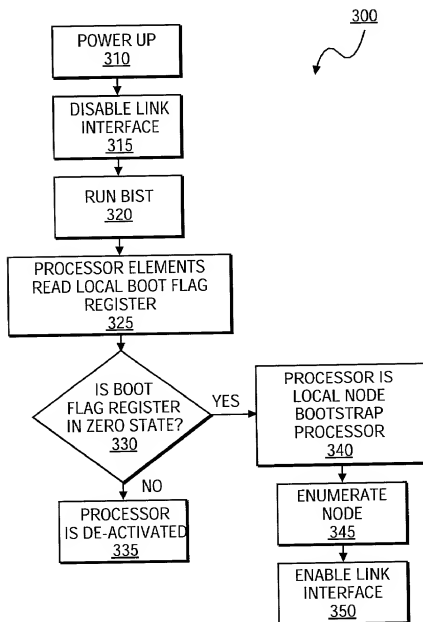 300
POWER UP
310
DISABLE LINK
INTERFACE
315
RUN BIST
320
PROCESSOR ELEMENTS
READ LOCAL BOOT FLAG
REGISTER
325
IS BOOT
FLAG REGISTER
IN ZERO STATE?
330
YES
NO
PROCESSOR
IS DE-ACTIVATED
335
PROCESSOR IS
LOCAL NODE
BOOTSTRAP
PROCESSOR
340
ENUMERATE
NODE
345
ENABLE LINK
INTERFACE
350